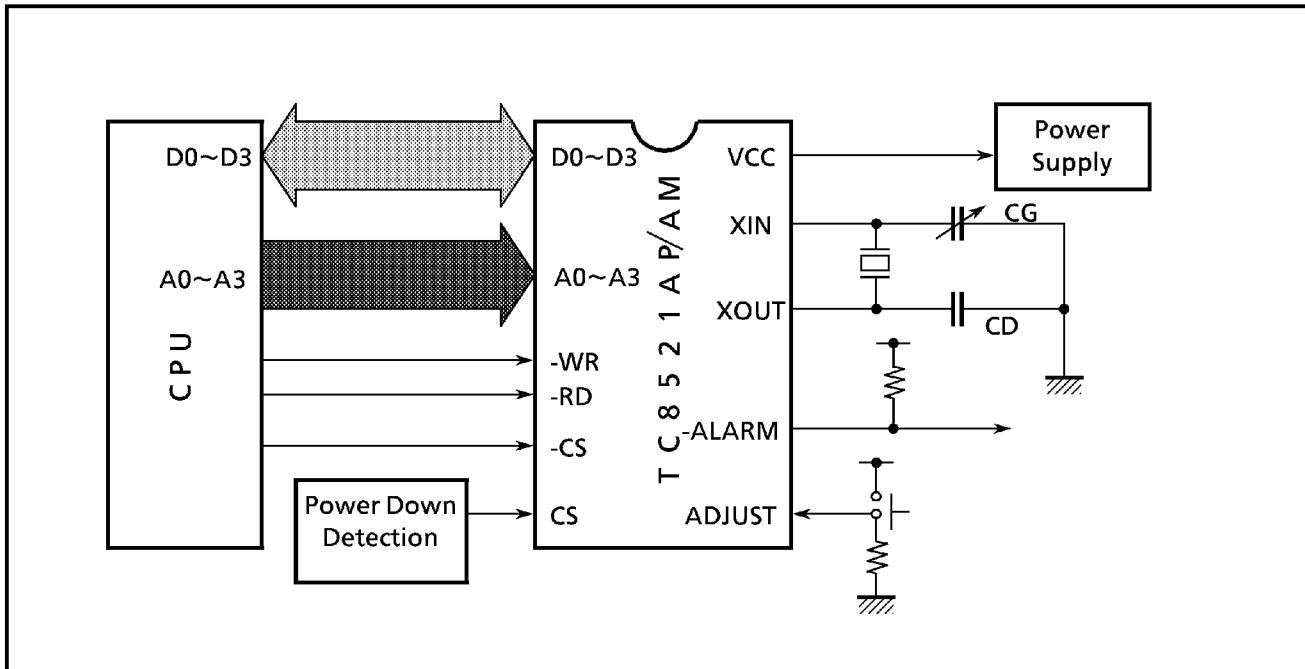 D0~D3
A0~A3
CPU
D0~D3
A0~A3
-WR
-RD
-CS
CS
TC8521AP/AM
VCC
XIN
XOUT
-ALARM
ADJUST
Power Down
Detection
Power
Supply
CG
CD